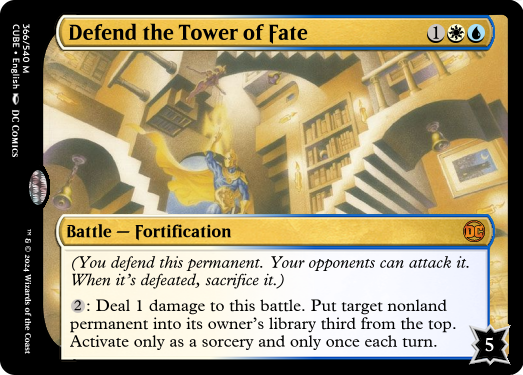 Defend the Tower of Fate 1
Battle — Fortification DC
(You defend this permanent. Your opponents can attack it.
When it's defeated, sacrifice it.)
2: Deal 1 damage to this battle. Put target nonland
permanent into its owner's library third from the top.
Activate only as a sorcery and only once each turn.
5
366/540 M
CUBE • English DC COMICS
™ & © 2024 Wizards of the Coast